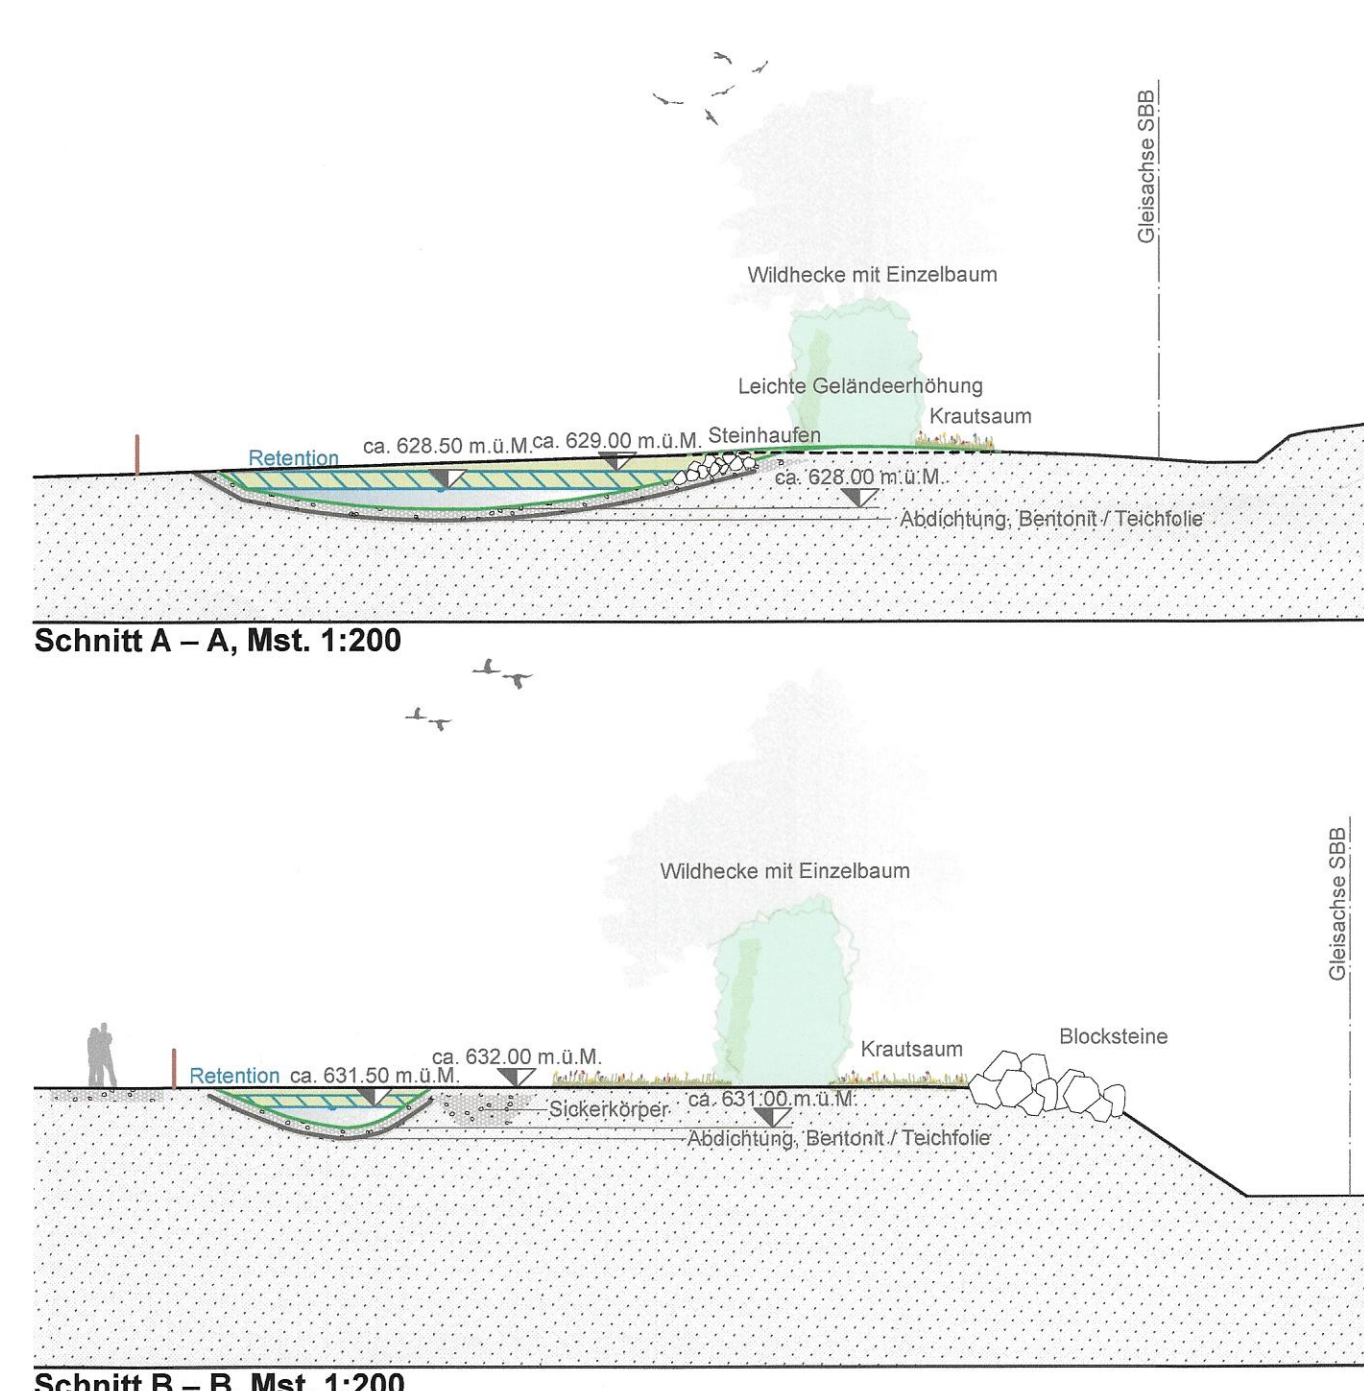 Gleisachse SBB
Wildhecke mit Einzelbaum
Leichte Geländeerhöhung
Krautsaum
Steinhaufen
ca. 628.50 m.ü.M. ca. 629.00 m.ü.M.
Retention
ca. 628.00 m.ü.M.
Abdichtung, Bentonit / Teichfolie
Schnitt A – A, Mst. 1:200
Gleisachse SBB
Wildhecke mit Einzelbaum
Blocksteine
Krautsaum
ca. 632.00 m.ü.M.
Retention ca. 631.50 m.ü.M.
ca. 631.00 m.ü.M.
Sickerkörper
Abdichtung, Bentonit / Teichfolie
Schnitt B – B, Mst. 1:200